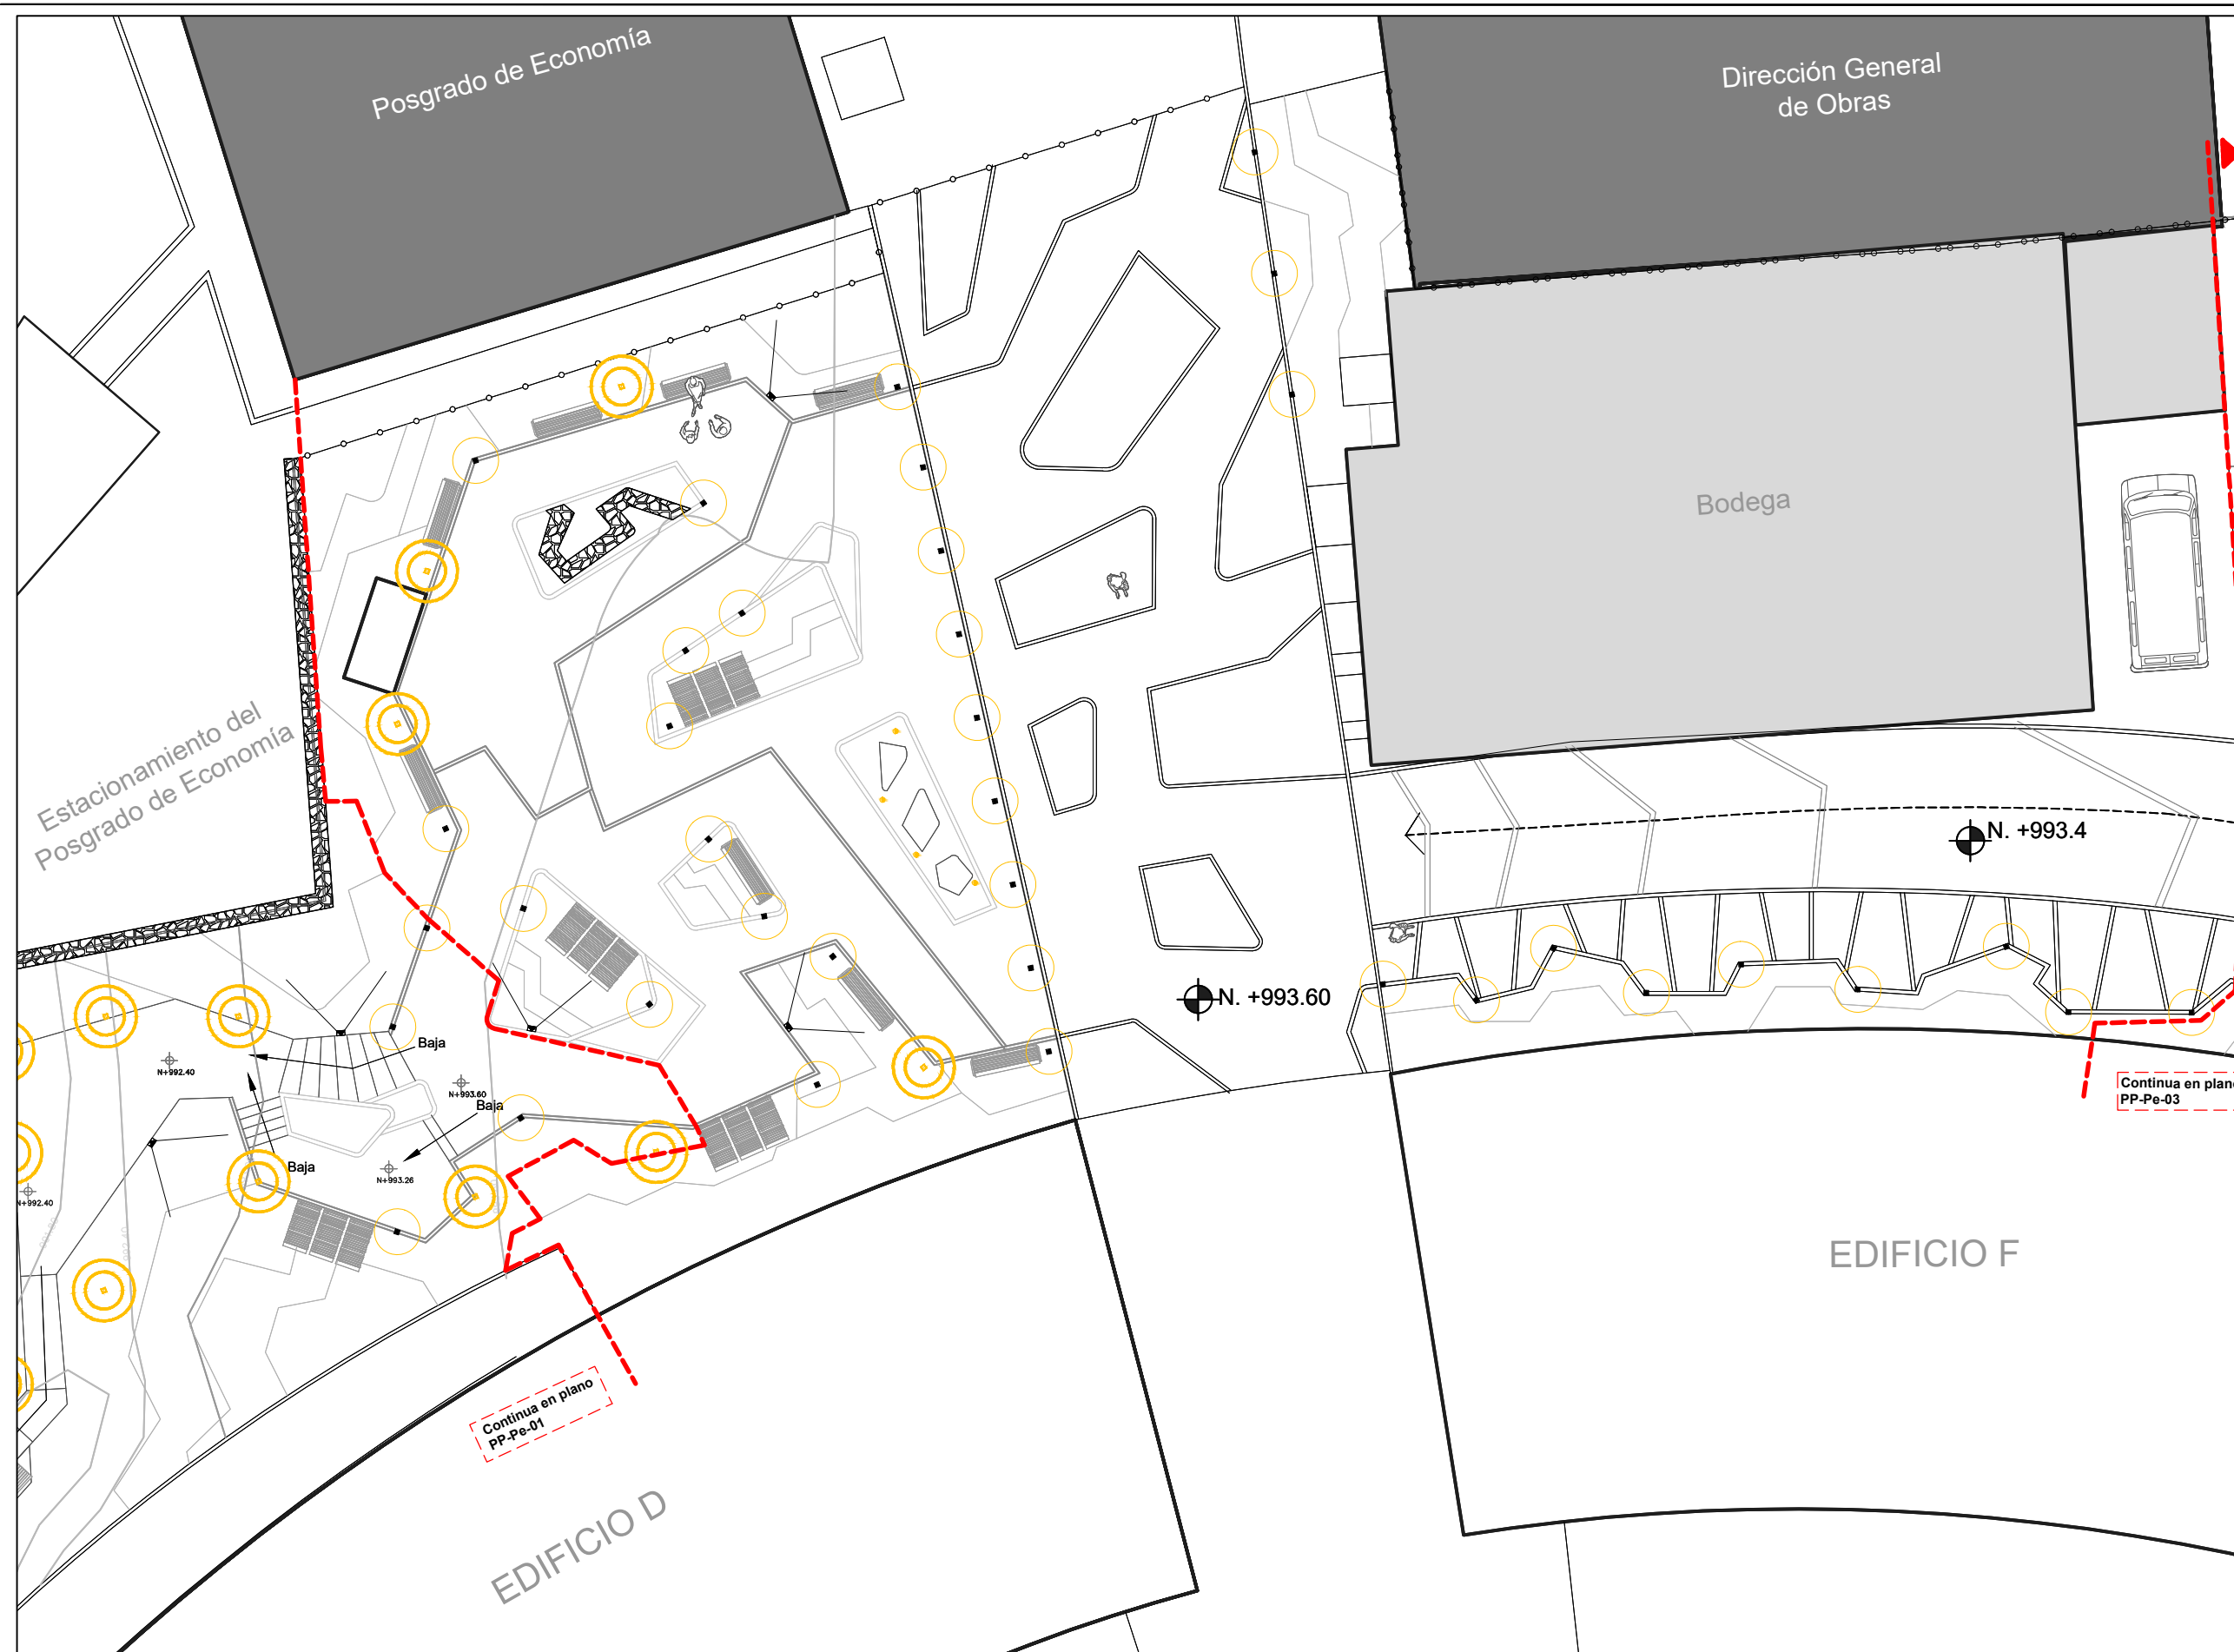 Posgrado de Economía
Dirección General
de Obras
Bodega
Estacionamiento del
Posgrado de Economía
N. +993.4
N. +993.60
Baja
N+992.40
N+993.60
Baja
N+993.26
Baja
N+992.40
992.40
Continua en plano
PP-Pe-03
EDIFICIO F
Continua en plano
PP-Pe-01
EDIFICIO D